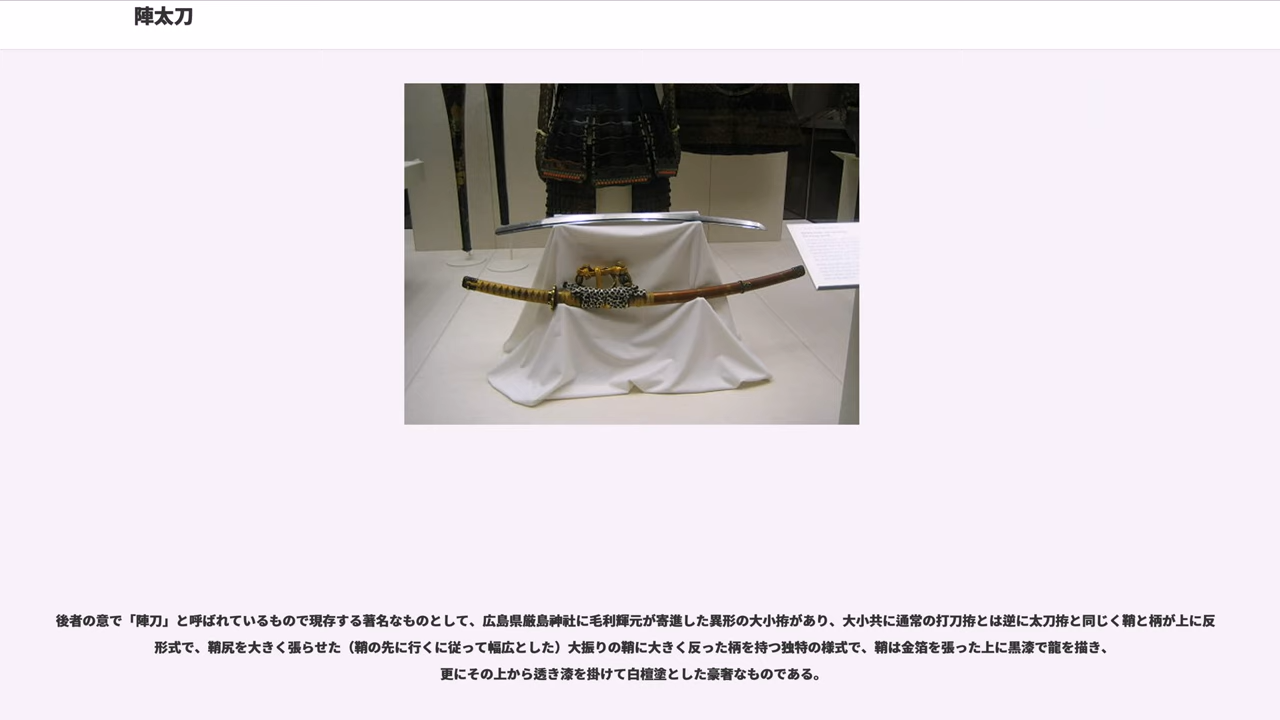 陣太刀
後者の意で「陣刀」と呼ばれているもので現存する著名なものとして、広島県厳島神社に毛利輝元が寄進した異形の大小拵があり、大小共に通常の打刀拵とは逆に太刀拵と同じく鞘と柄が上に反
形式で、鞘尻を大きく張らせた（鞘の先に行くに従って幅広とした）大振りの鞘に大きく反った柄を持つ独特の様式で、鞘は金箔を張った上に黒漆で龍を描き、
更にその上から透き漆を掛けて白檀塗とした豪奢なものである。